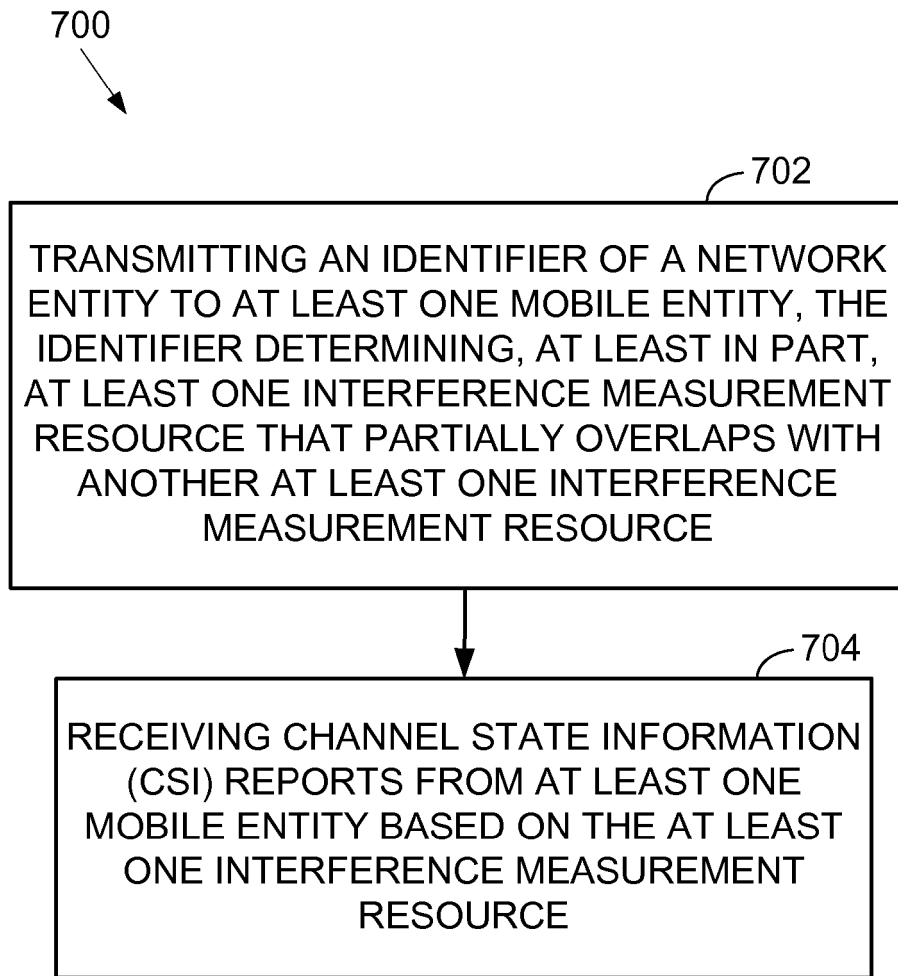 700
702
TRANSMITTING AN IDENTIFIER OF A NETWORK
ENTITY TO AT LEAST ONE MOBILE ENTITY, THE
IDENTIFIER DETERMINING, AT LEAST IN PART,
AT LEAST ONE INTERFERENCE MEASUREMENT
RESOURCE THAT PARTIALLY OVERLAPS WITH
ANOTHER AT LEAST ONE INTERFERENCE
MEASUREMENT RESOURCE
704
RECEIVING CHANNEL STATE INFORMATION
(CSI) REPORTS FROM AT LEAST ONE
MOBILE ENTITY BASED ON THE AT LEAST
ONE INTERFERENCE MEASUREMENT
RESOURCE